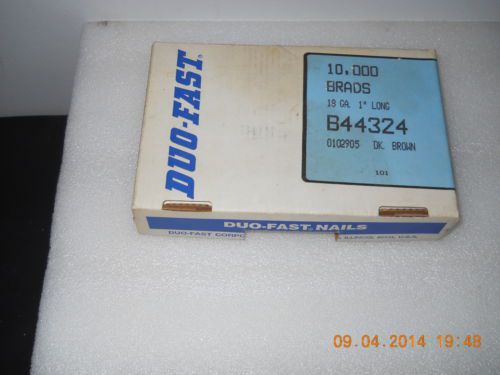 DUO-FAST®
10,000
BRADS
18 GA. 1" LONG
B44324
0102905 DK. BROWN
101
DUO-FAST NAILS
DUO-FAST CORPO
09.04.2014 19:48